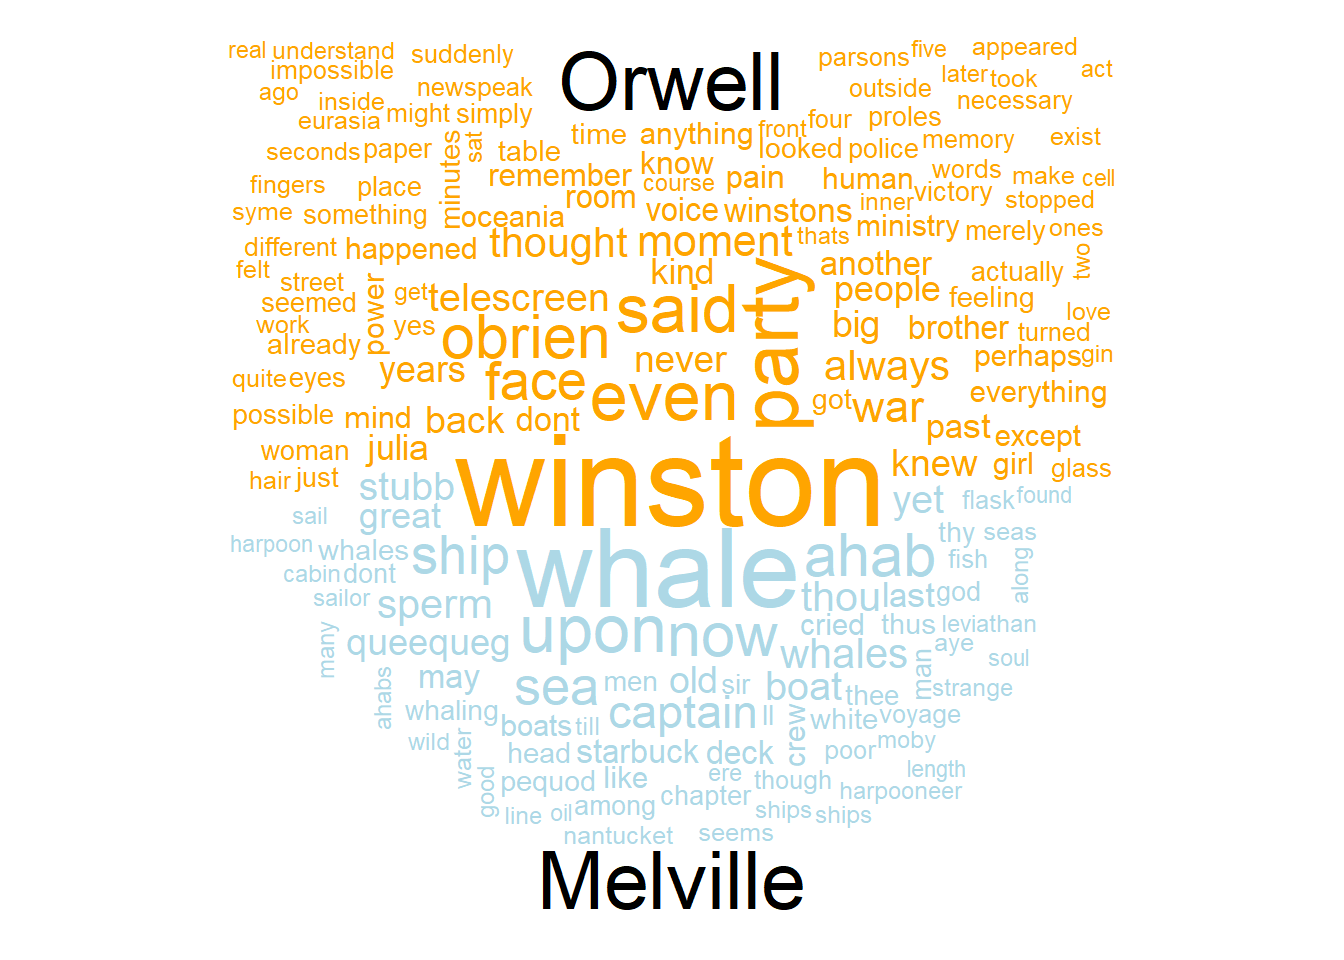 Orwell
real understand suddenly parsons five appeared
impossible later took act
ago inside newspeak outside necessary
eurasia might simply time anything front four proles
seconds paper minutes sat table know looked police memory exist
fingers place remember course pain human words make cell
syme something oceania room voice winstons inner victory stopped
different happened thought moment thats ministry merely ones
felt street kind another actually two
seemed power get telescreen said party people feeling love
work yes obrien big brother turned
already years never always perhaps gin
quite eyes face even got war everything
possible mind back dont past except
woman julia winston knew girl glass
hair just
stubb yet flask found
sail great thy seas
harpoon whales ship whale ahab fish along
cabin dont thou last god
sailor sperm upon now cried thus leviathan
many queequeg whales aye soul
may sea men old sir boat thee man strange
ahabs whaling captain ll crew white voyage
wild boats till moby
water head starbuck deck poor length
good pequod like ere though harpooneer
line oil among chapter ships ships
nantucket seems
Melville